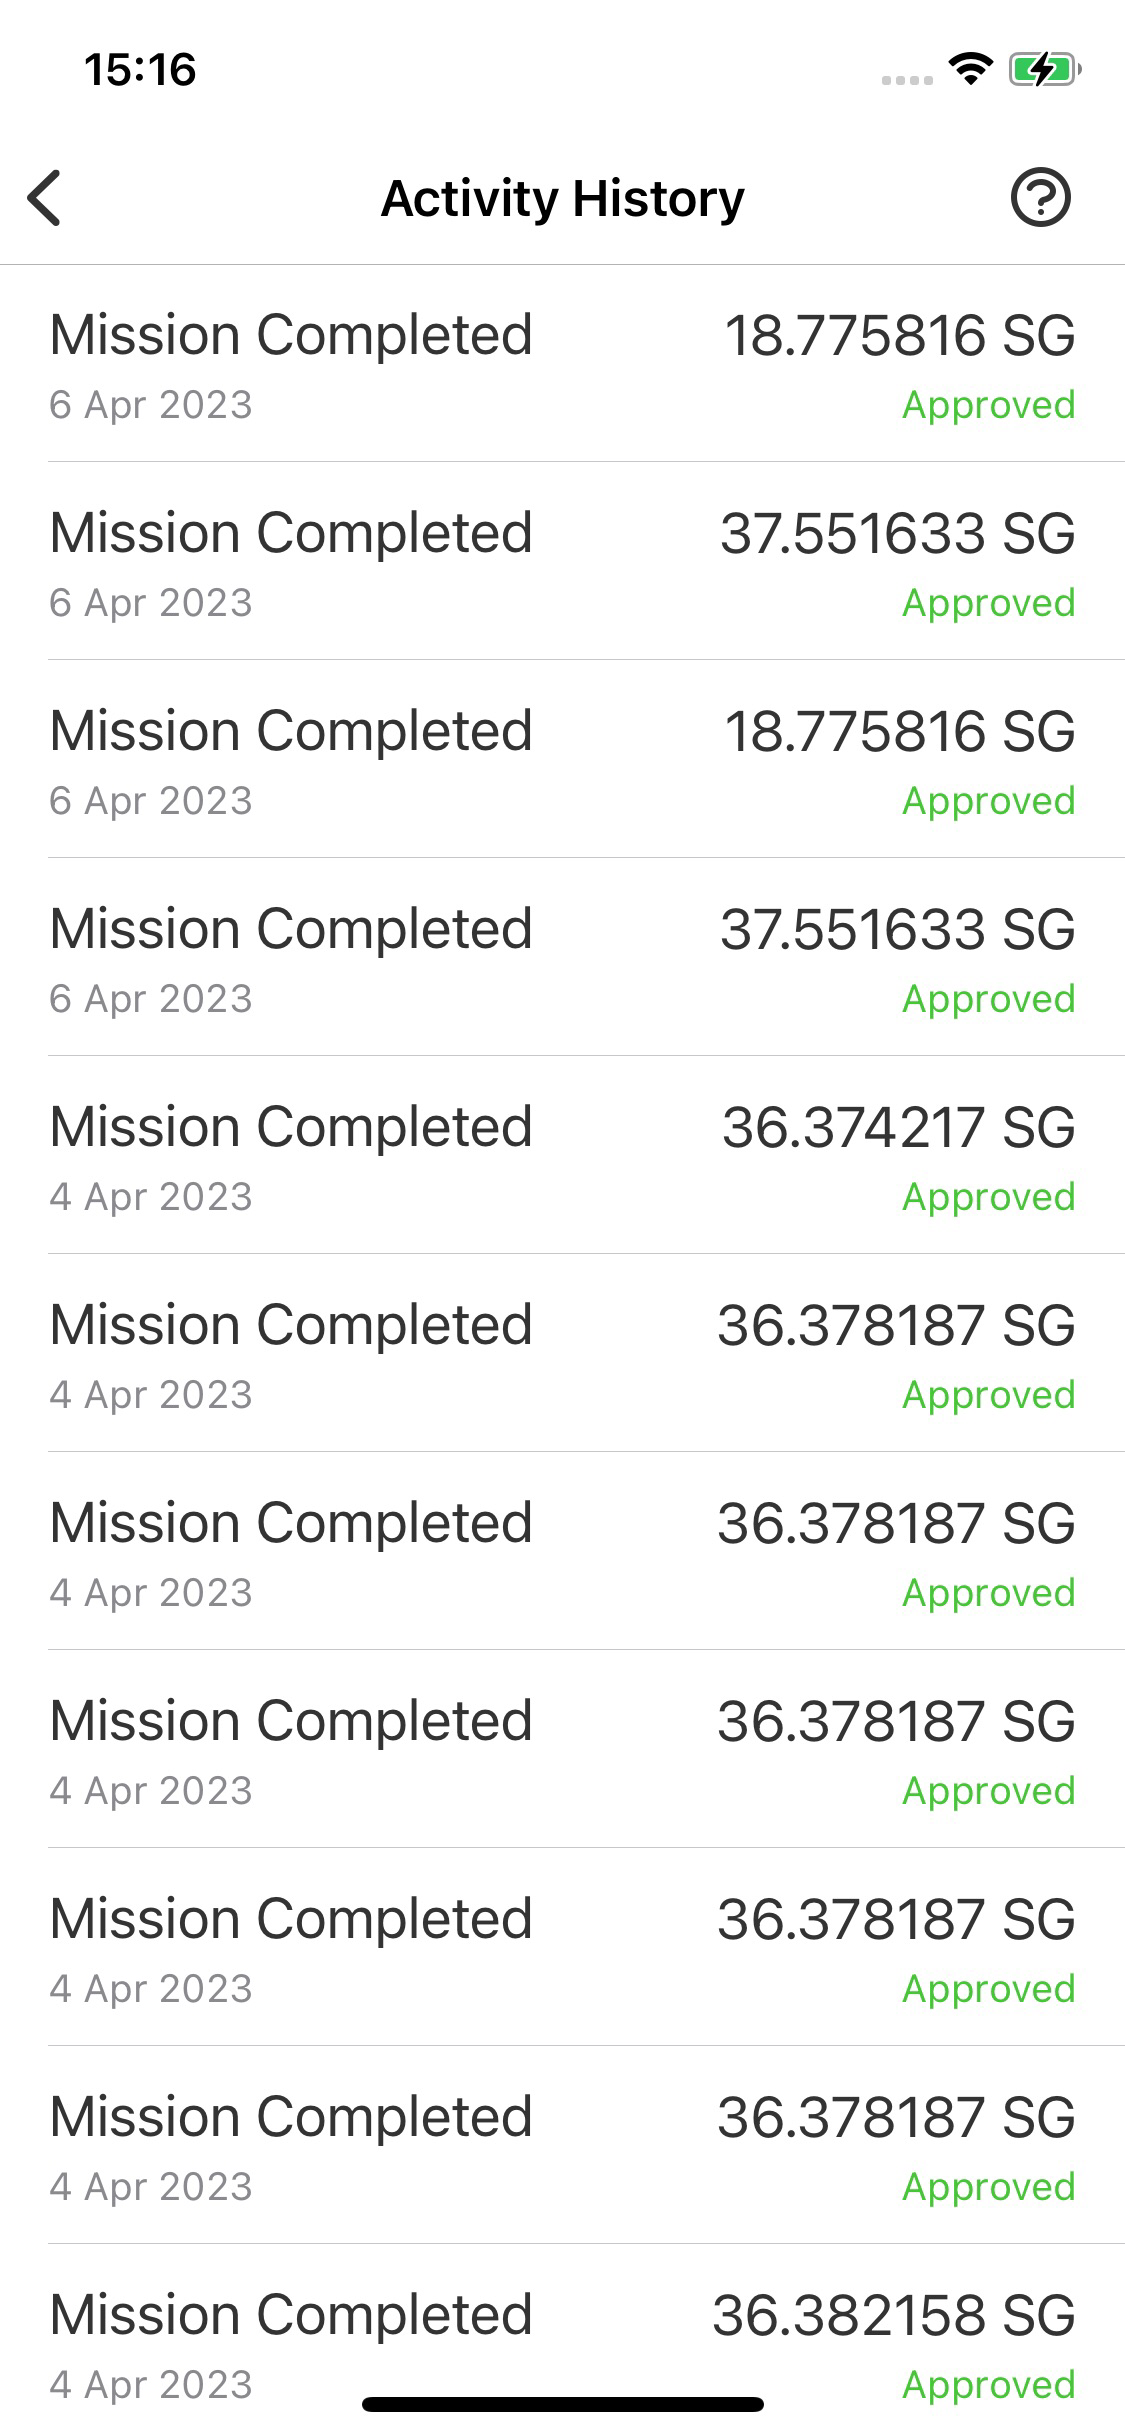 15:16
Activity History
Mission Completed 18.775816 SG
6 Apr 2023 Approved
Mission Completed 37.551633 SG
6 Apr 2023 Approved
Mission Completed 18.775816 SG
6 Apr 2023 Approved
Mission Completed 37.551633 SG
6 Apr 2023 Approved
Mission Completed 36.374217 SG
4 Apr 2023 Approved
Mission Completed 36.378187 SG
4 Apr 2023 Approved
Mission Completed 36.378187 SG
4 Apr 2023 Approved
Mission Completed 36.378187 SG
4 Apr 2023 Approved
Mission Completed 36.378187 SG
4 Apr 2023 Approved
Mission Completed 36.378187 SG
4 Apr 2023 Approved
Mission Completed 36.382158 SG
4 Apr 2023 Approved